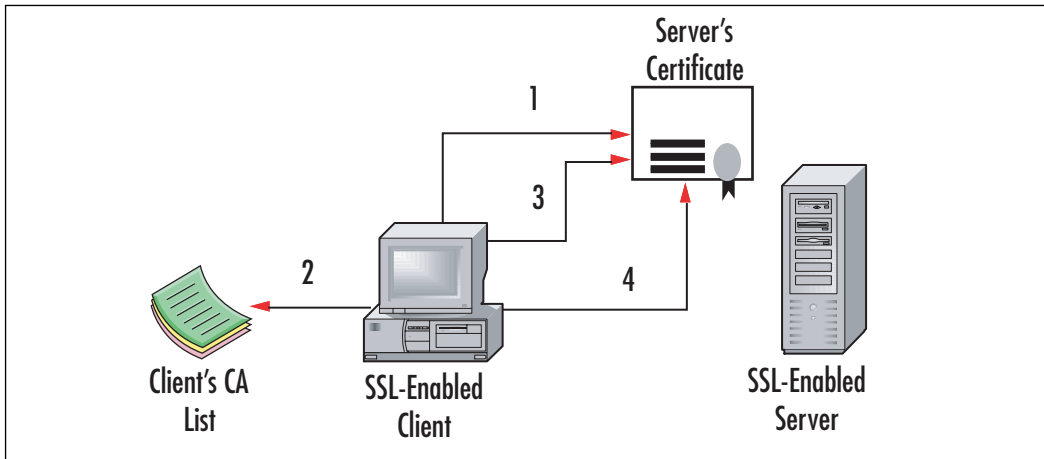 Server's
Certificate
1
3
2
4
Client's CA
List
SSL-Enabled
Client
SSL-Enabled
Server